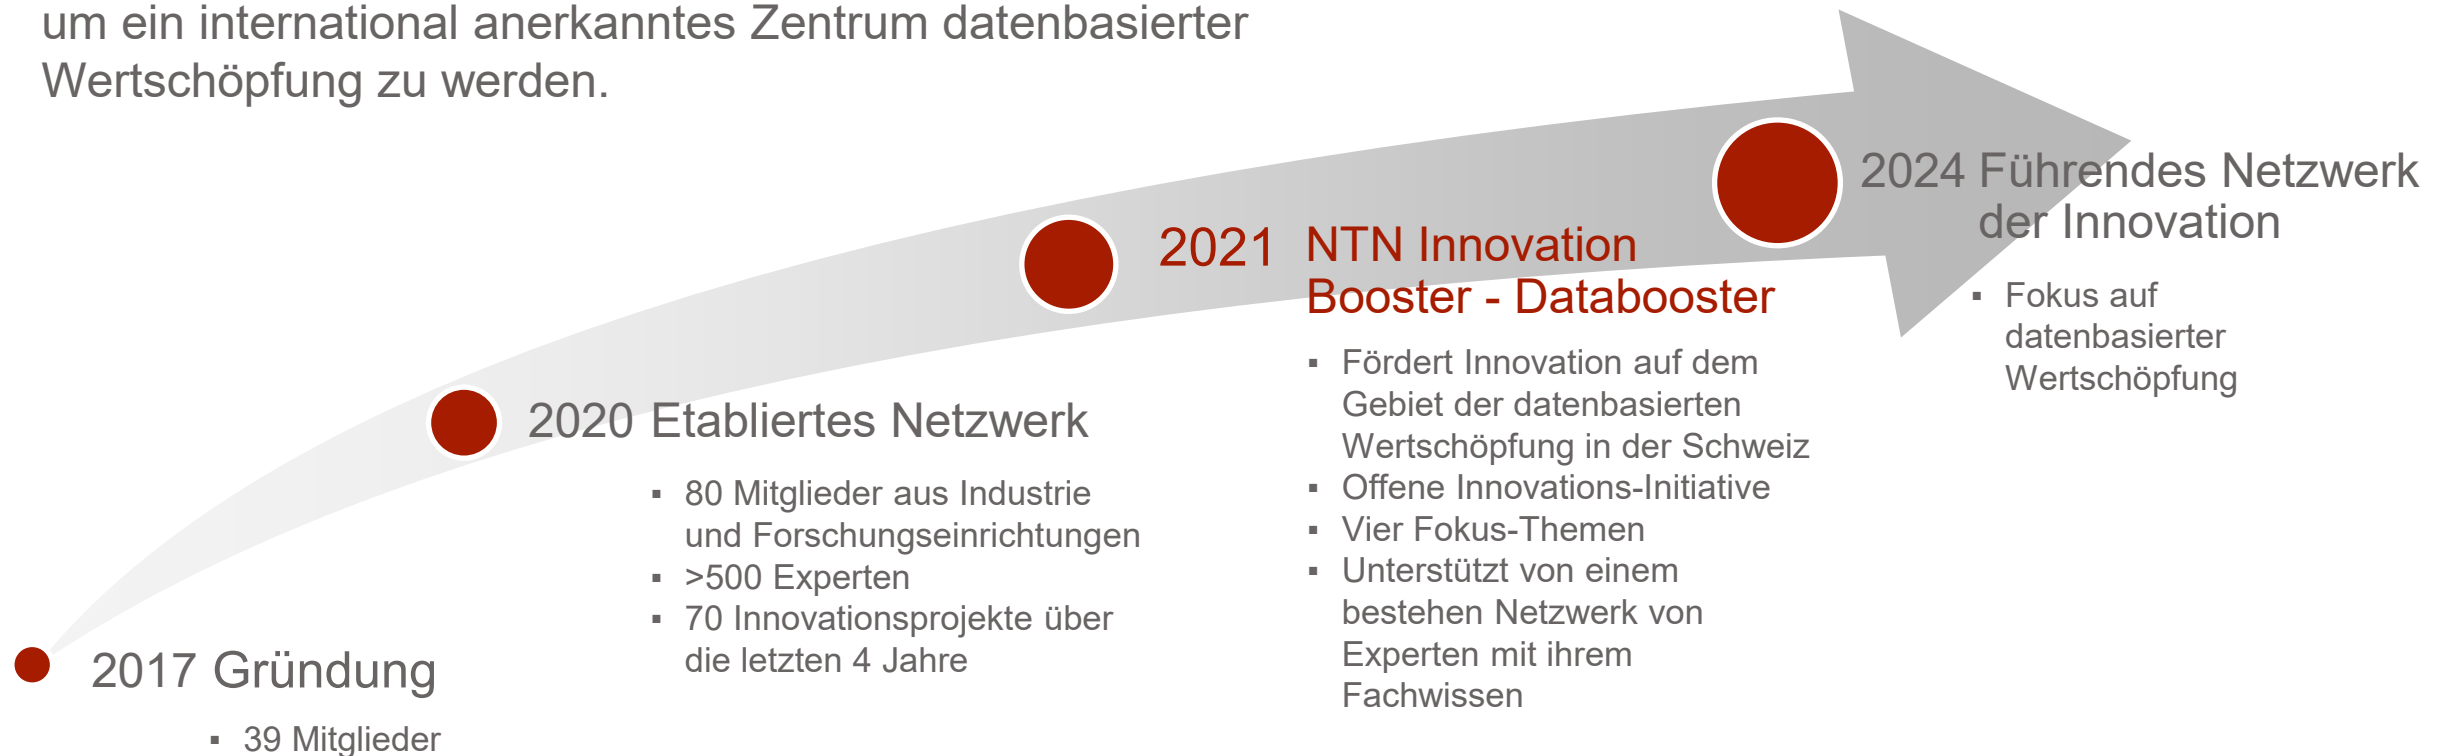 um ein international anerkanntes Zentrum datenbasierter
Wertschöpfung zu werden.
2017 Gründung
▪ 39 Mitglieder
2020 Etabliertes Netzwerk
▪ 80 Mitglieder aus Industrie
und Forschungseinrichtungen
▪ >500 Experten
▪ 70 Innovationsprojekte über
die letzten 4 Jahre
2021 NTN Innovation
Booster - Databooster
▪ Fördert Innovation auf dem
Gebiet der datenbasierten
Wertschöpfung in der Schweiz
▪ Offene Innovations-Initiative
▪ Vier Fokus-Themen
▪ Unterstützt von einem
bestehen Netzwerk von
Experten mit ihrem
Fachwissen
2024 Führendes Netzwerk
der Innovation
▪ Fokus auf
datenbasierter
Wertschöpfung